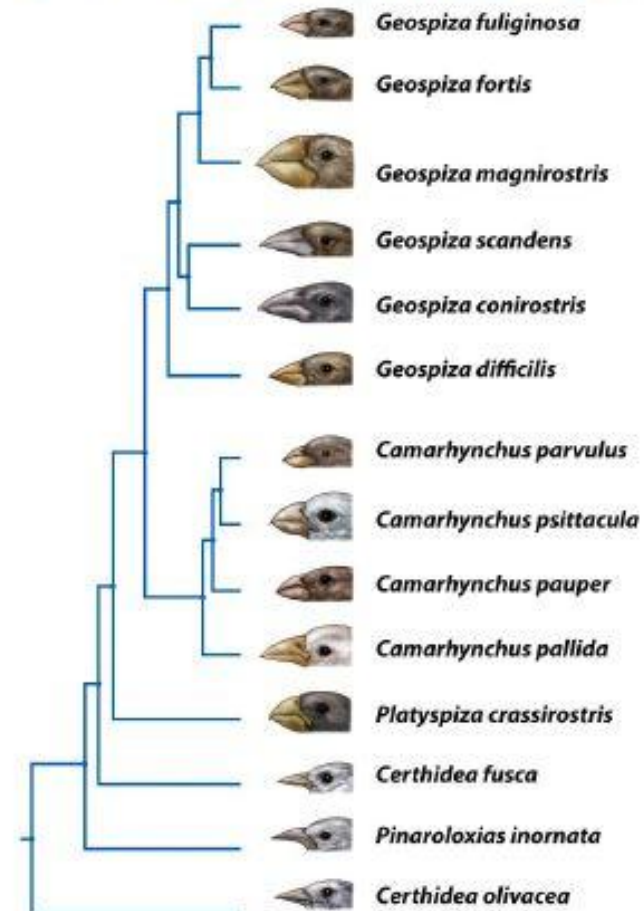 Geospiza fuliginosa
Geospiza fortis
Geospiza magnirostris
Geospiza scandens
Geospiza conirostris
Geospiza difficilis
Camarhynchus parvulus
Camarhynchus psittacula
Camarhynchus pauper
Camarhynchus pallida
Platyspiza crassirostris
Certhidea fusca
Pinaroloxias inornata
Certhidea olivacea